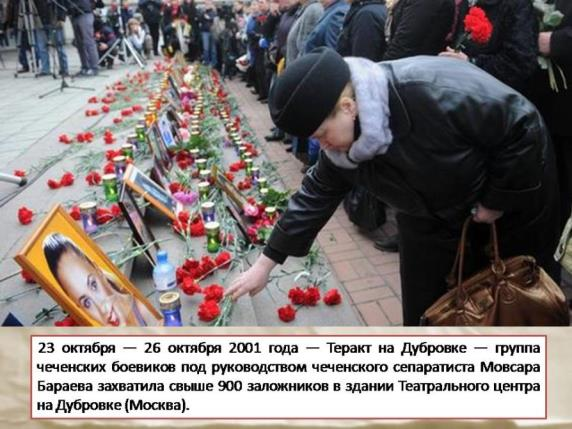 23 октября — 26 октября 2001 года — Теракт на Дубровке — группа
чеченских боевиков под руководством чеченского сепаратиста Мовсара
Бараева захватила свыше 900 заложников в здании Театрального центра
на Дубровке (Москва).